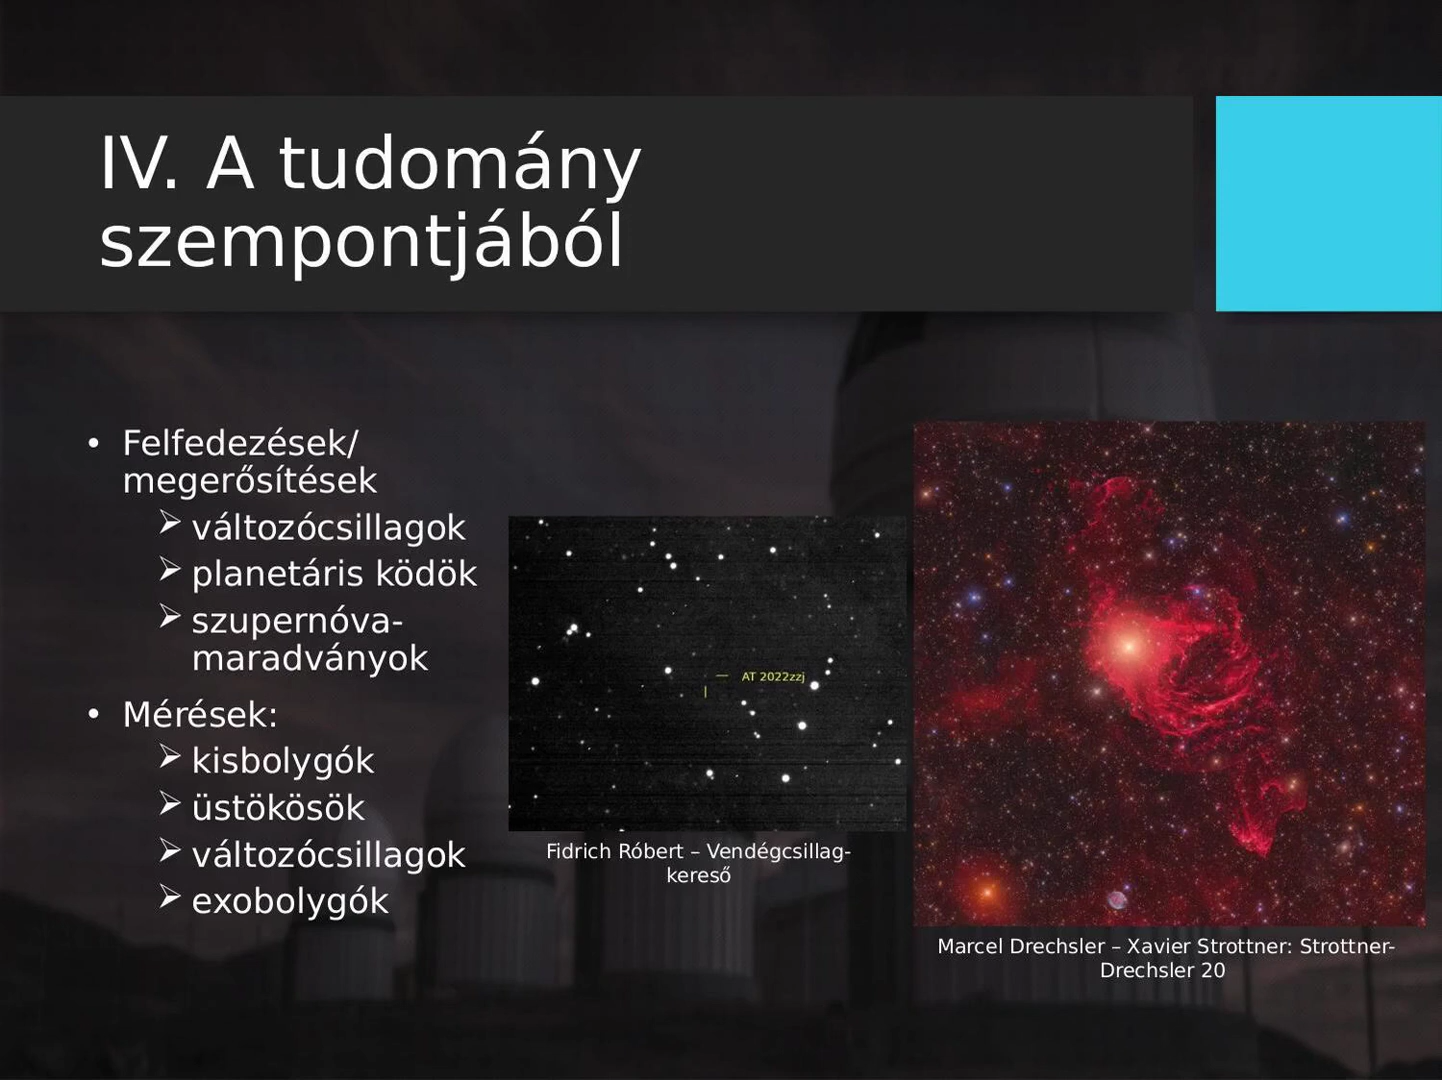 IV. A tudomány
szempontjából
• Felfedezések/
megerősítések
➢ változócsillagok
➢ planetáris ködök
➢ szupernóva-
maradványok
• Mérések:
➢ kisbolygók
➢ üstökösök
➢ változócsillagok
➢ exobolygók
AT 2022zzj
Fidrich Róbert – Vendégcsillag-
kereső
Marcel Drechsler – Xavier Strottner: Strottner-
Drechsler 20